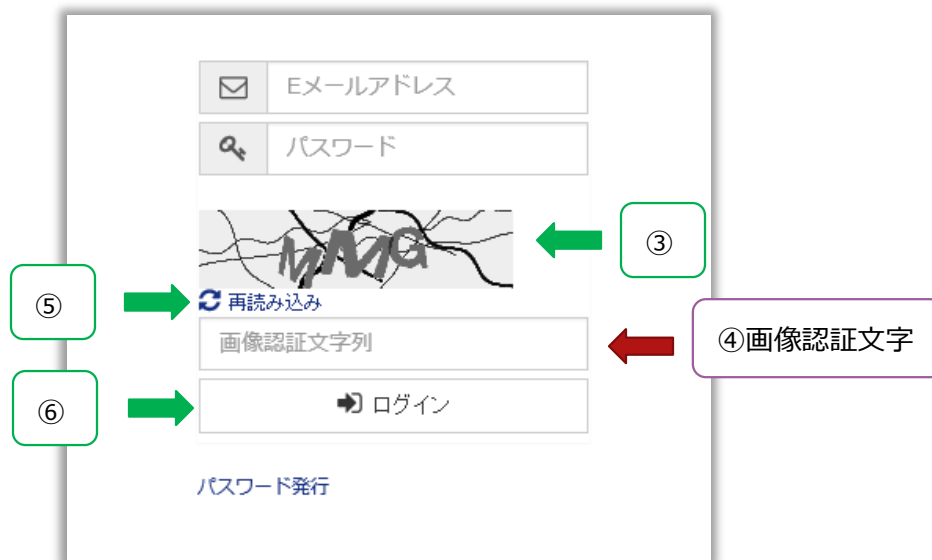 Eメールアドレス
パスワード
MMG
③
⑤
再読み込み
画像認証文字列
④画像認証文字
⑥
ログイン
パスワード発行